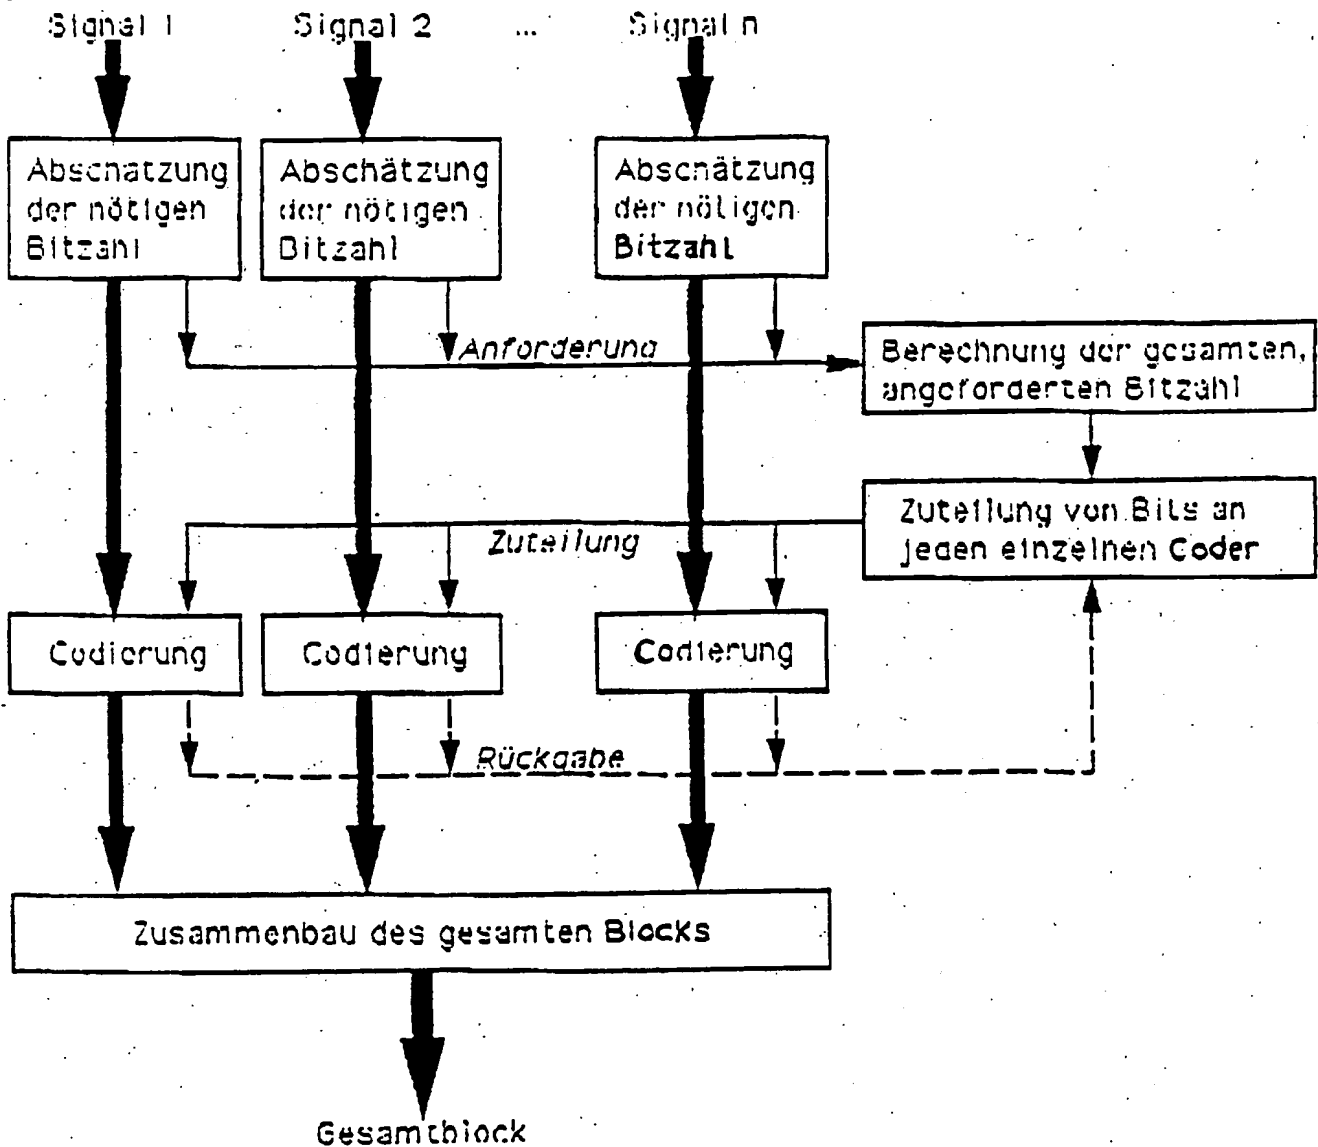 Signal 1
Signal 2
...
Signal n
Abschätzung
der nötigen
Bitzahl
Abschätzung
der nötigen
Bitzahl
Abschätzung
der nötigen
Bitzahl
Anforderung
Berechnung der gesamten,
angeforderten Bitzahl
Zuteilung von Bits an
jeden einzelnen Coder
Zuteilung
Codierung
Codierung
Codierung
Rückgabe
Zusammenbau des gesamten Blocks
Gesamtblock